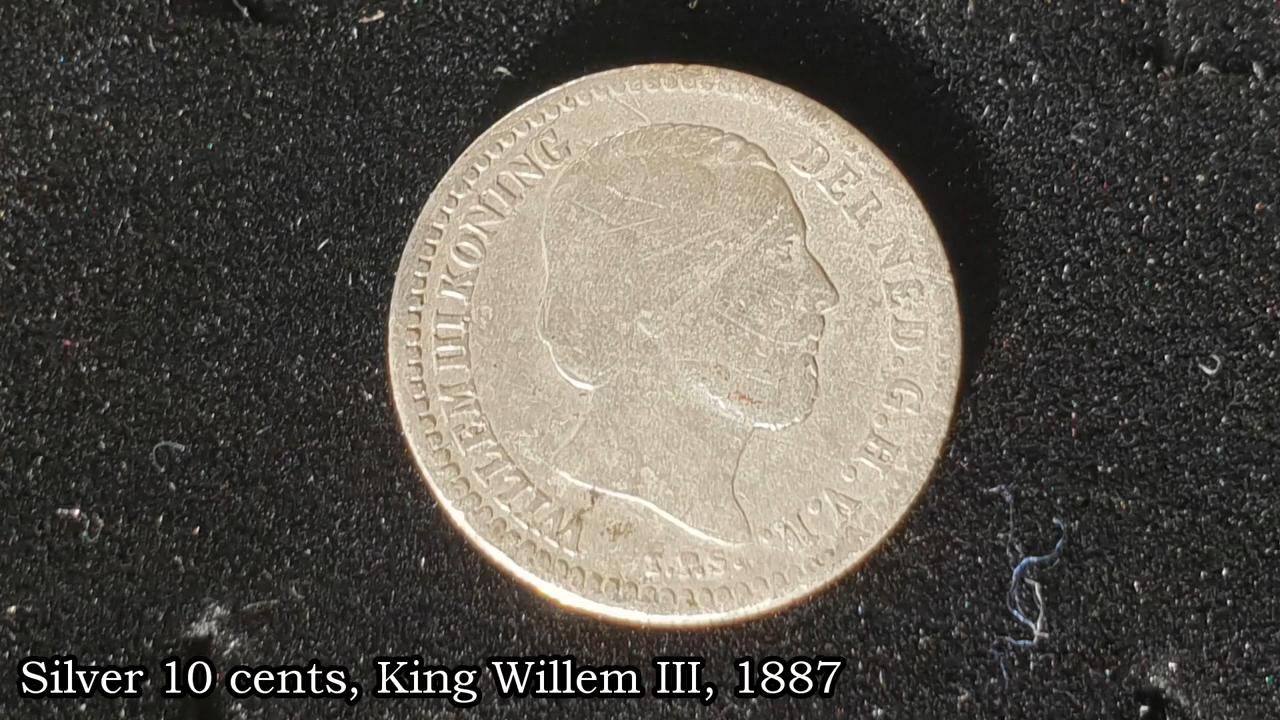 WILLEM III KONING DER NED. G. H. V. L.
S.P.S.
Silver 10 cents, King Willem III, 1887